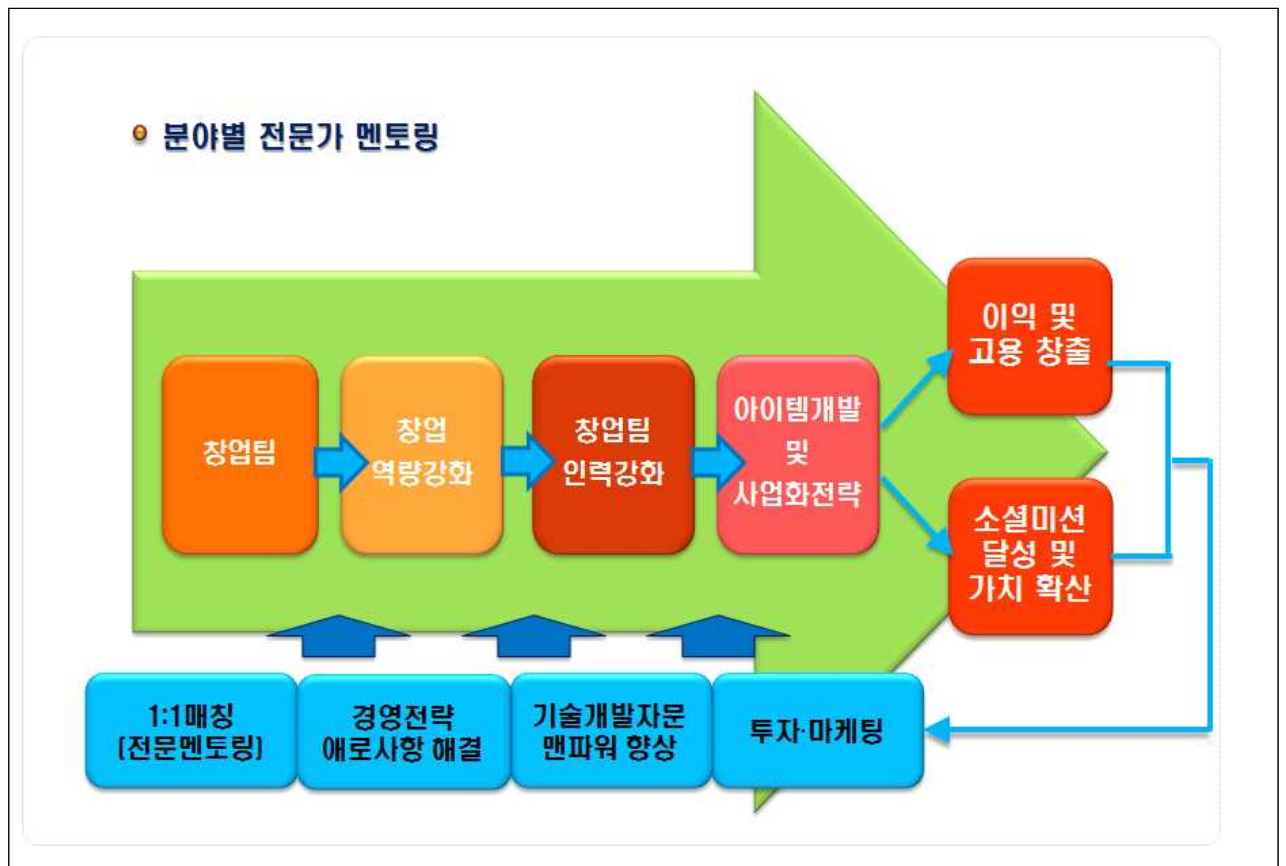 분야별 전문가 멘토링
창업팀
창업
역량강화
창업팀
인력강화
아이템개발
및
사업화전략
이익 및
고용 창출
소셜미션
달성 및
가치 확산
1:1매칭
(전문멘토링)
경영전략
애로사항 해결
기술개발자문
맨파워 향상
투자·마케팅